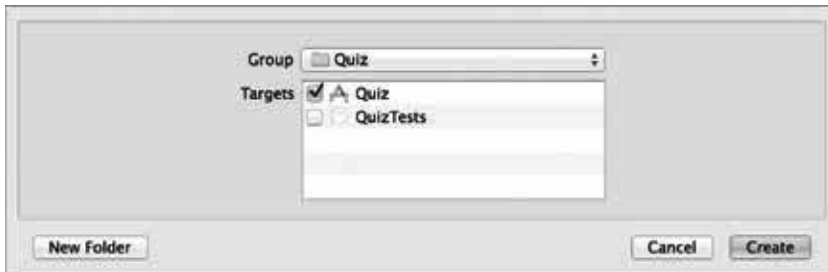 Group Quiz
Targets Quiz
QuizTests
New Folder Cancel Create